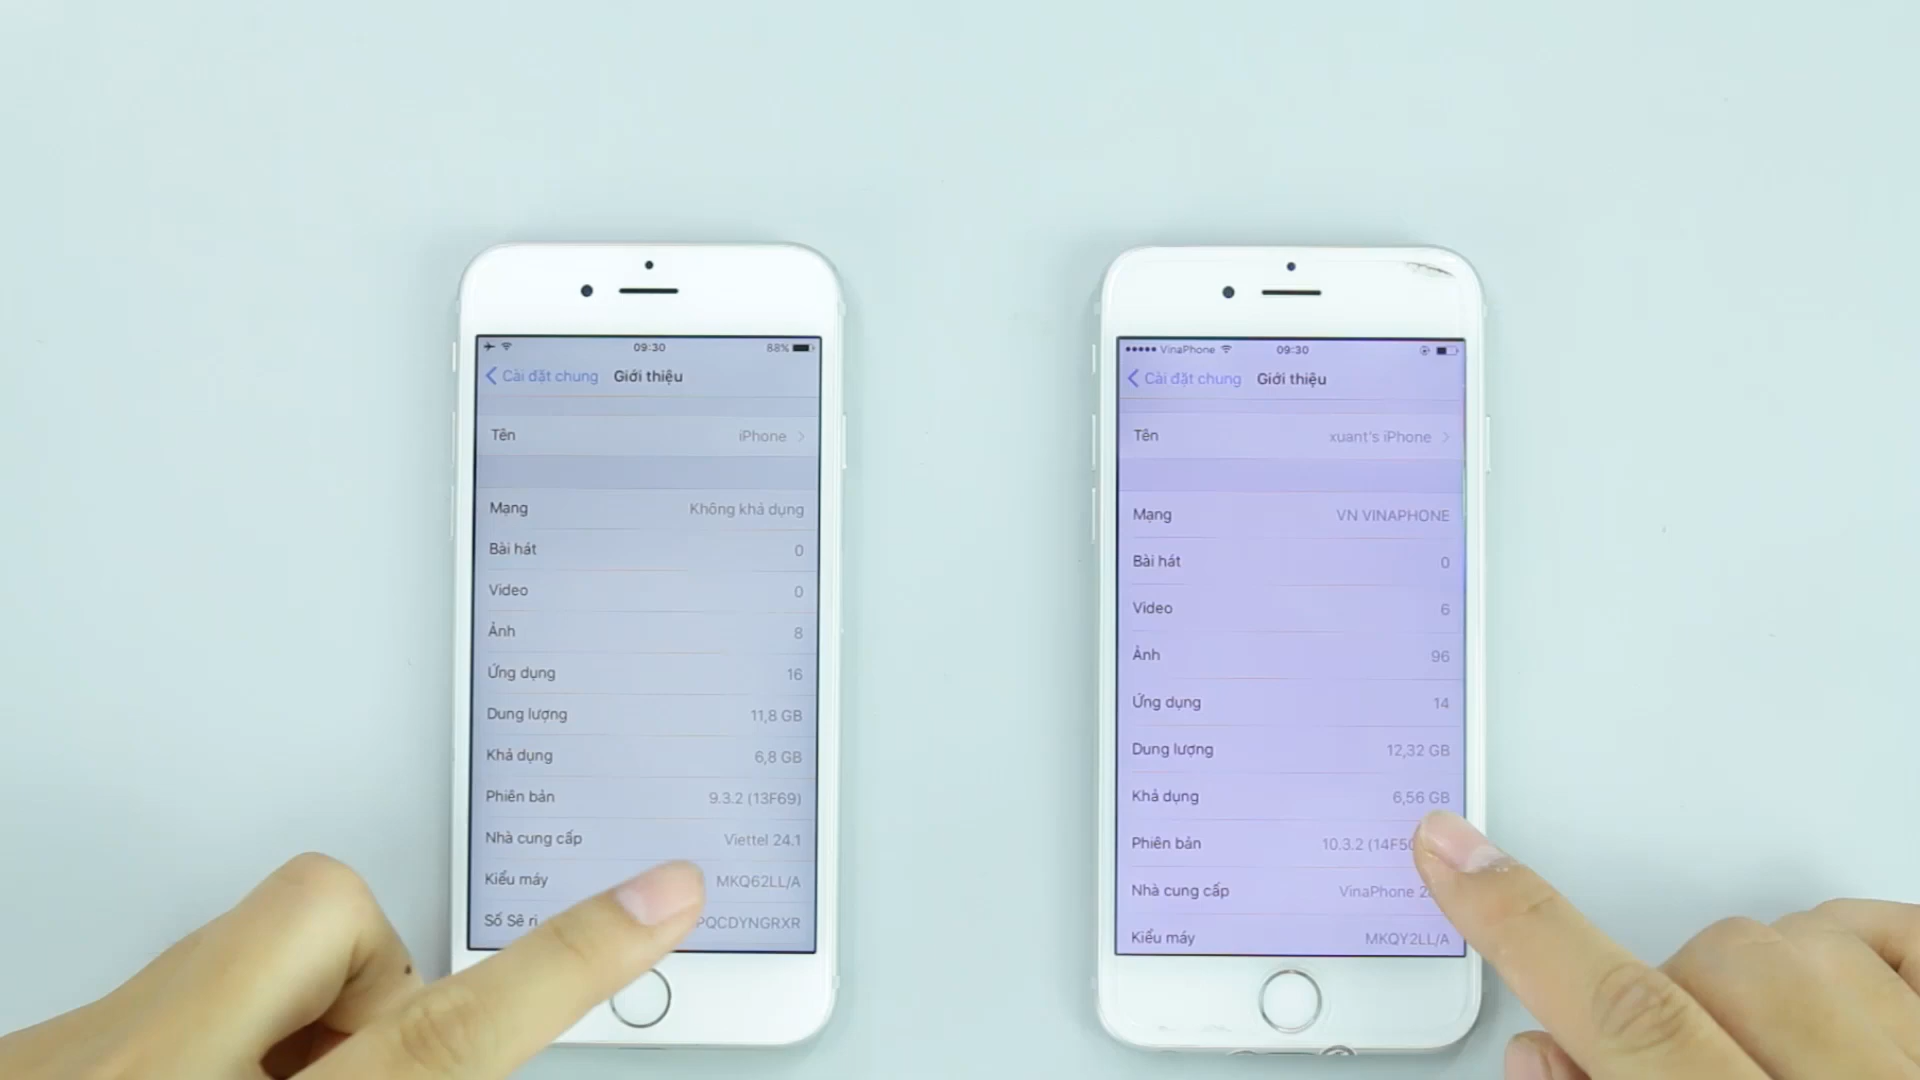 09:30
88%
Cài đặt chung Giới thiệu
Tên iPhone
Mạng Không khả dụng
Bài hát 0
Video 0
Ảnh 8
Ứng dụng 16
Dung lượng 11,8 GB
Khả dụng 6,8 GB
Phiên bản 9.3.2 (13F69)
Nhà cung cấp Viettel 24.1
Kiểu máy MKQ62LL/A
Số Sê ri PQCDYNGRXR
VinaPhone 09:30
Cài đặt chung Giới thiệu
Tên xuant's iPhone
Mạng VN VINAPHONE
Bài hát 0
Video 6
Ảnh 96
Ứng dụng 14
Dung lượng 12,32 GB
Khả dụng 6,56 GB
Phiên bản 10.3.2
Nhà cung cấp VinaPhone
Kiểu máy MKQY2LL/A